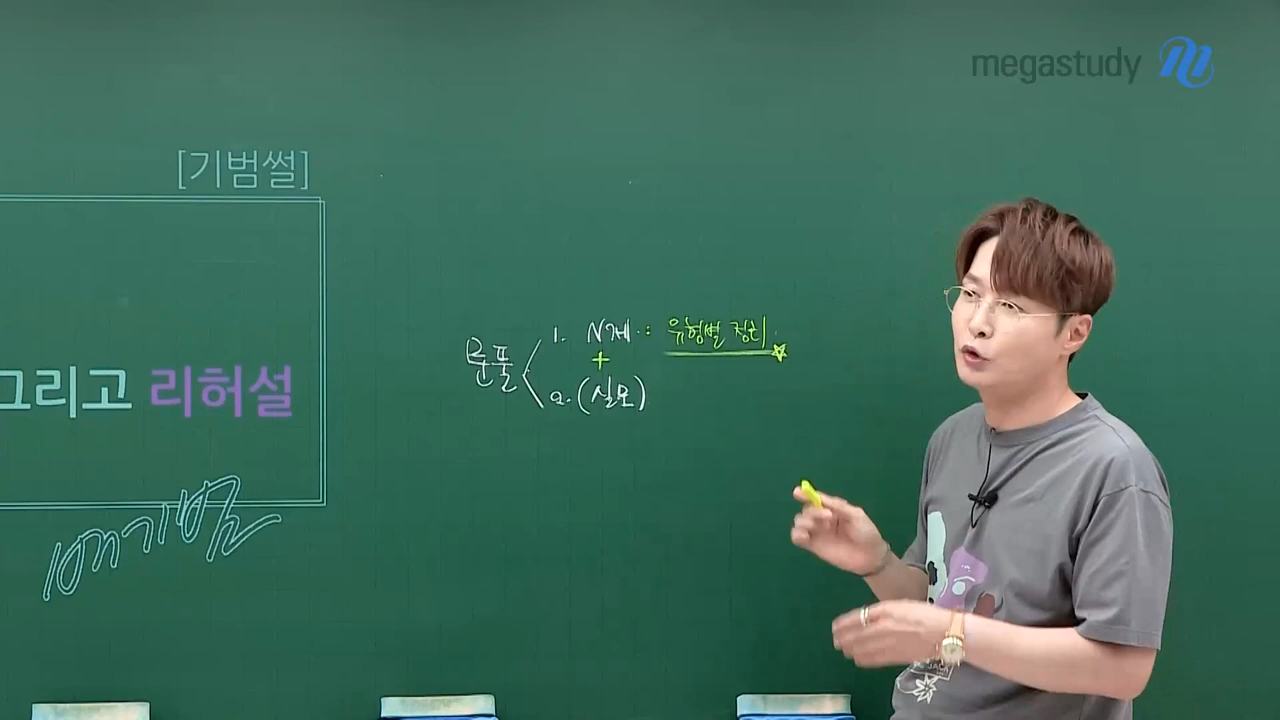 megastudy
[기범썰]
그리고 리허설
문풀
1. N제 : 유형별 정리
+
2. (실모)